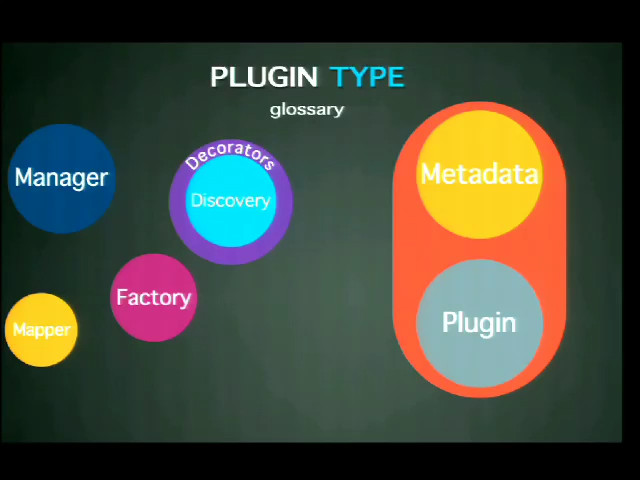 PLUGIN TYPE
glossary
Manager
Decorators
Discovery
Metadata
Factory
Mapper
Plugin